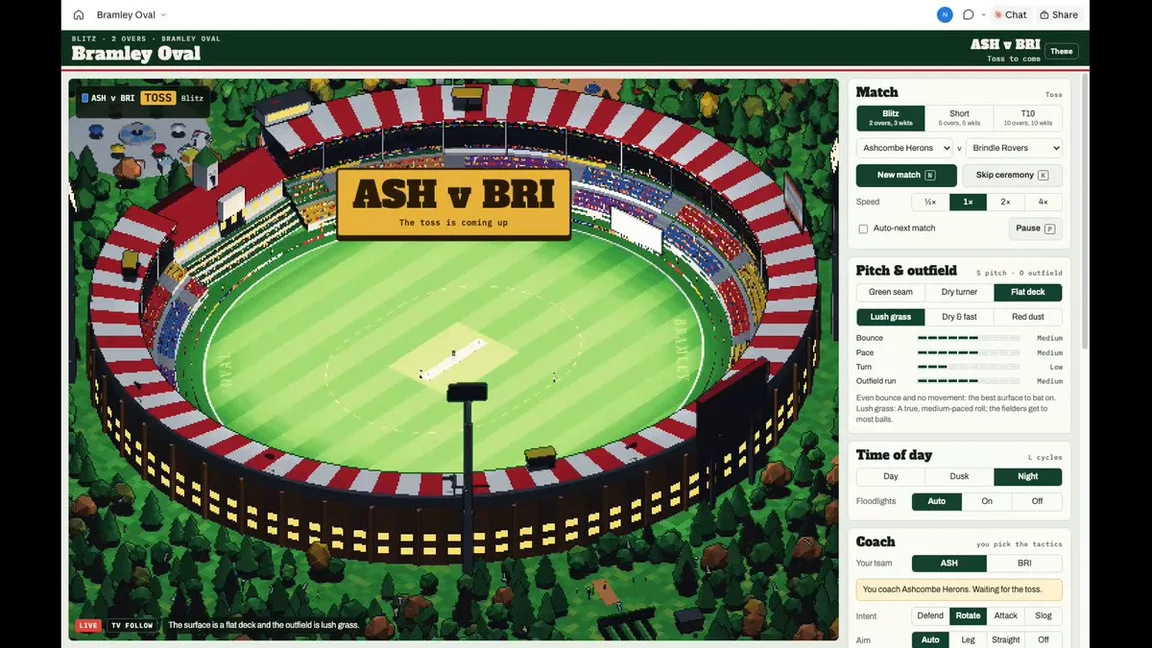 Bramley Oval
N
Chat
Share
BLITZ · 2 OVERS · BRAMLEY OVAL
Bramley Oval
ASH v BRI
Toss to come
Theme
ASH v BRI TOSS Blitz
ASH v BRI
The toss is coming up
BRAMLEY
LIVE TV FOLLOW The surface is a flat deck and the outfield is lush grass.
Match Toss
Blitz Short T10
2 overs, 3 wkts 5 overs, 5 wkts 10 overs, 10 wkts
Ashcombe Herons v Brindle Rovers
New match N Skip ceremony K
Speed ½× 1× 2× 4×
Auto-next match Pause P
Pitch & outfield 5 pitch · O outfield
Green seam Dry turner Flat deck
Lush grass Dry & fast Red dust
Bounce Medium
Pace Medium
Turn Low
Outfield run Medium
Even bounce and no movement: the best surface to bat on.
Lush grass: A true, medium-paced roll; the fielders get to
most balls.
Time of day L cycles
Day Dusk Night
Floodlights Auto On Off
Coach you pick the tactics
Your team ASH BRI
You coach Ashcombe Herons. Waiting for the toss.
Intent Defend Rotate Attack Slog
Aim Auto Leg Straight Off